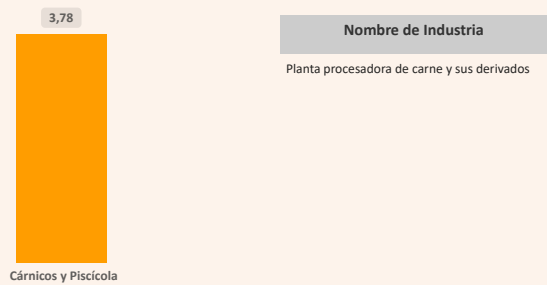 3,78
Nombre de Industria
Planta procesadora de carne y sus derivados
Cárnicos y Piscícola